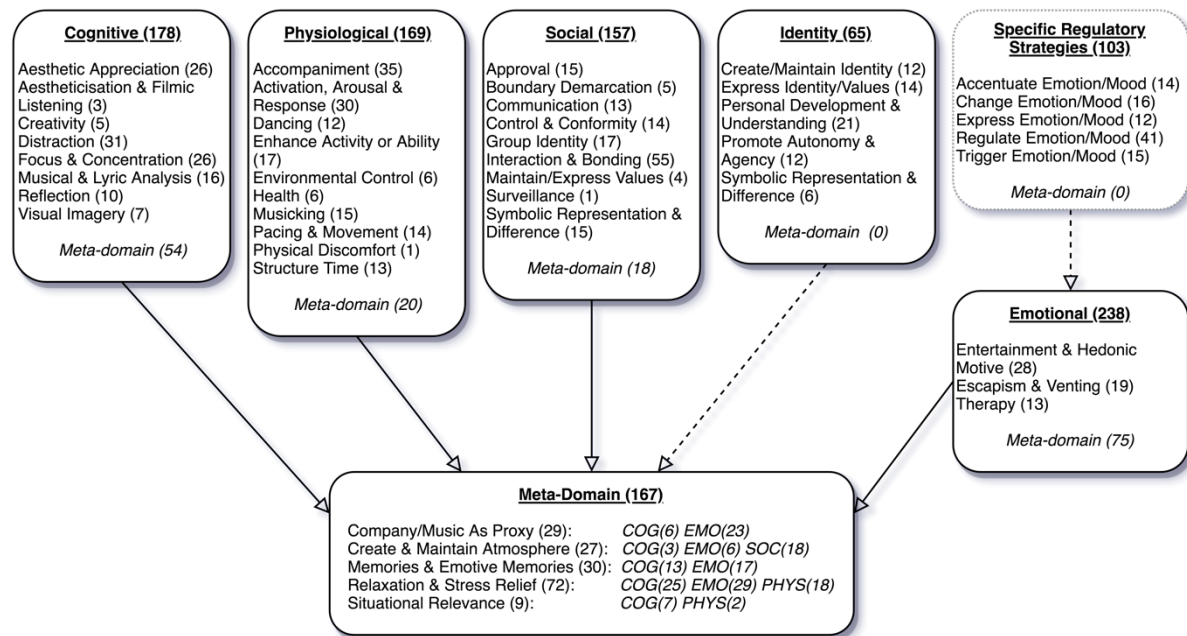 Cognitive (178)
Aesthetic Appreciation (26)
Aestheticisation & Filmic
Listening (3)
Creativity (5)
Distraction (31)
Focus & Concentration (26)
Musical & Lyric Analysis (16)
Reflection (10)
Visual Imagery (7)
Meta-domain (54)
Physiological (169)
Accompaniment (35)
Activation, Arousal &
Response (30)
Dancing (12)
Enhance Activity or Ability
(17)
Environmental Control (6)
Health (6)
Musicking (15)
Pacing & Movement (14)
Physical Discomfort (1)
Structure Time (13)
Meta-domain (20)
Social (157)
Approval (15)
Boundary Demarcation (5)
Communication (13)
Control & Conformity (14)
Group Identity (17)
Interaction & Bonding (55)
Maintain/Express Values (4)
Surveillance (1)
Symbolic Representation &
Difference (15)
Meta-domain (18)
Identity (65)
Create/Maintain Identity (12)
Express Identity/Values (14)
Personal Development &
Understanding (21)
Promote Autonomy &
Agency (12)
Symbolic Representation &
Difference (6)
Meta-domain (0)
Specific Regulatory
Strategies (103)
Accentuate Emotion/Mood (14)
Change Emotion/Mood (16)
Express Emotion/Mood (12)
Regulate Emotion/Mood (41)
Trigger Emotion/Mood (15)
Meta-domain (0)
Emotional (238)
Entertainment & Hedonic
Motive (28)
Escapism & Venting (19)
Therapy (13)
Meta-domain (75)
Meta-Domain (167)
Company/Music As Proxy (29): COG(6) EMO(23)
Create & Maintain Atmosphere (27): COG(3) EMO(6) SOC(18)
Memories & Emotive Memories (30): COG(13) EMO(17)
Relaxation & Stress Relief (72): COG(25) EMO(29) PHYS(18)
Situational Relevance (9): COG(7) PHYS(2)